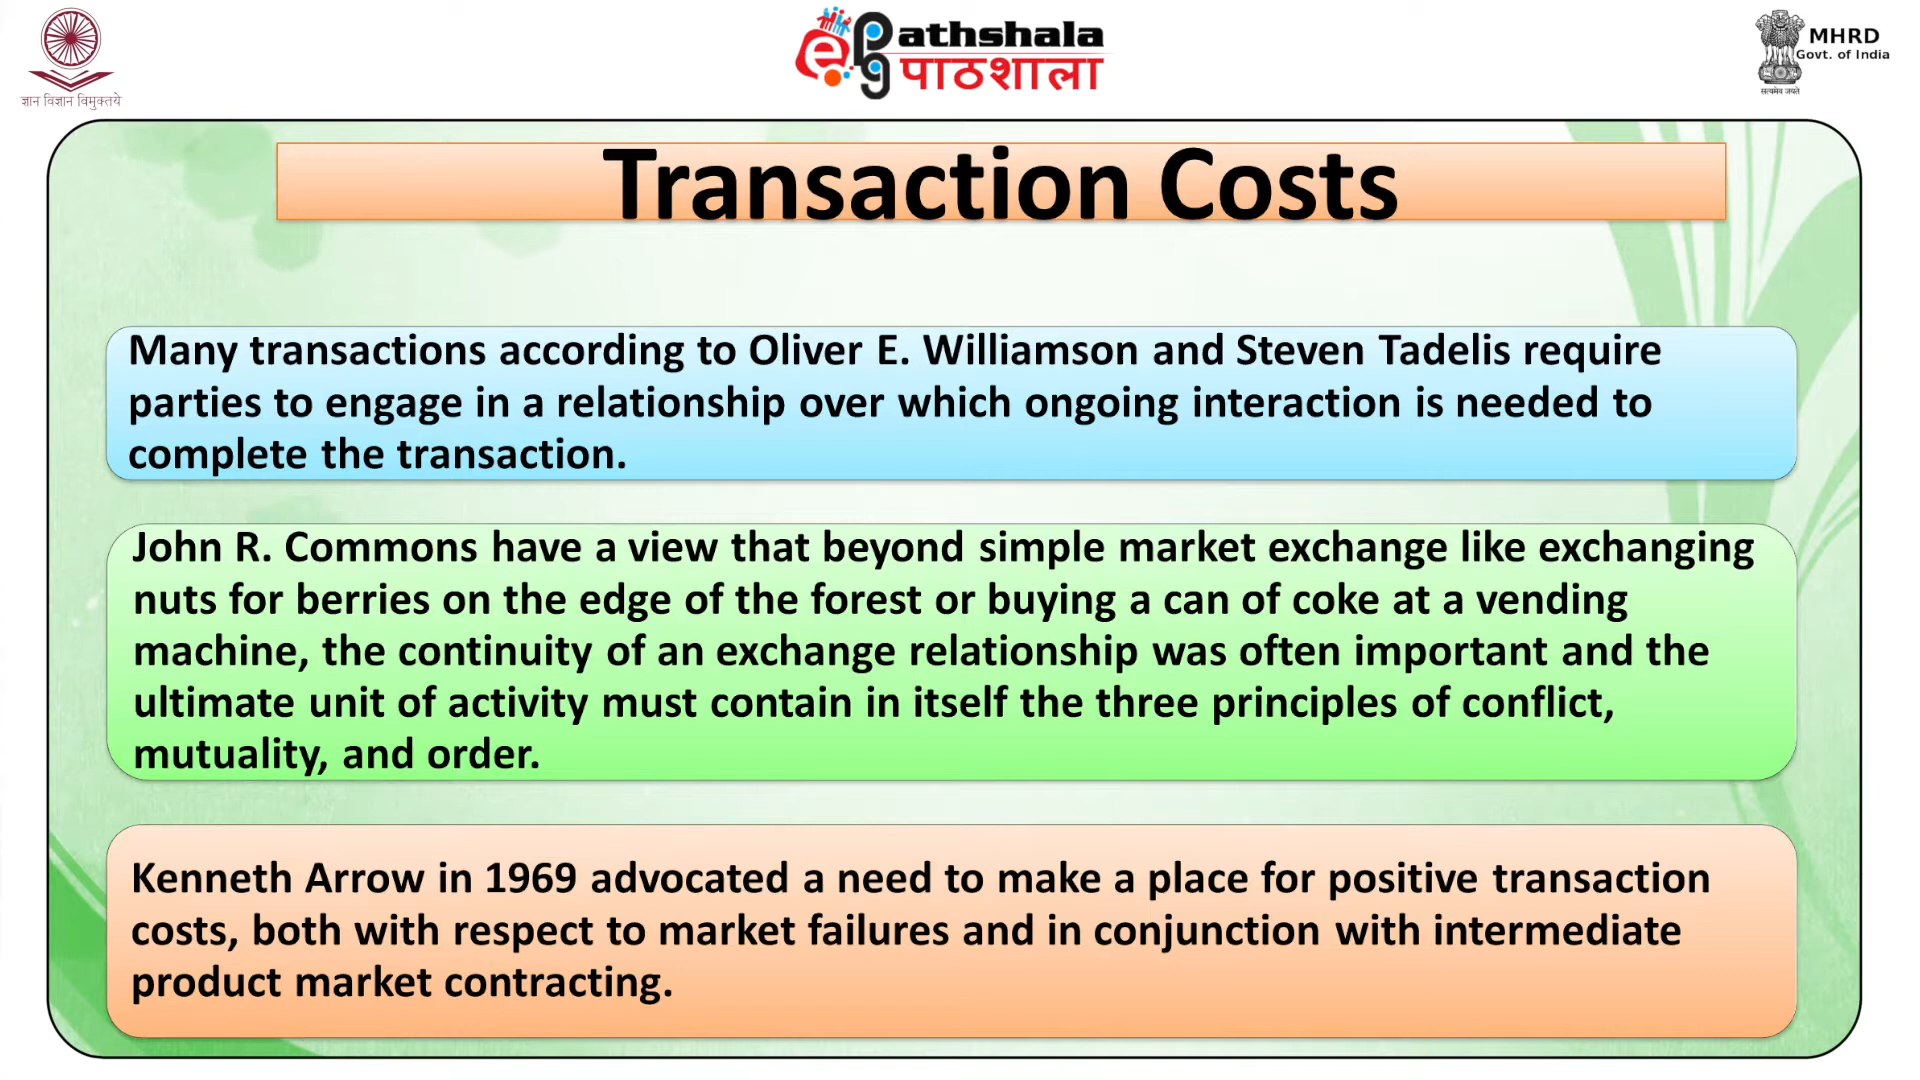 ज्ञान विज्ञान विमुक्तये
ePathshala
पाठशाला
MHRD
Govt. of India
सत्यमेव जयते
Transaction Costs
Many transactions according to Oliver E. Williamson and Steven Tadelis require
parties to engage in a relationship over which ongoing interaction is needed to
complete the transaction.
John R. Commons have a view that beyond simple market exchange like exchanging
nuts for berries on the edge of the forest or buying a can of coke at a vending
machine, the continuity of an exchange relationship was often important and the
ultimate unit of activity must contain in itself the three principles of conflict,
mutuality, and order.
Kenneth Arrow in 1969 advocated a need to make a place for positive transaction
costs, both with respect to market failures and in conjunction with intermediate
product market contracting.